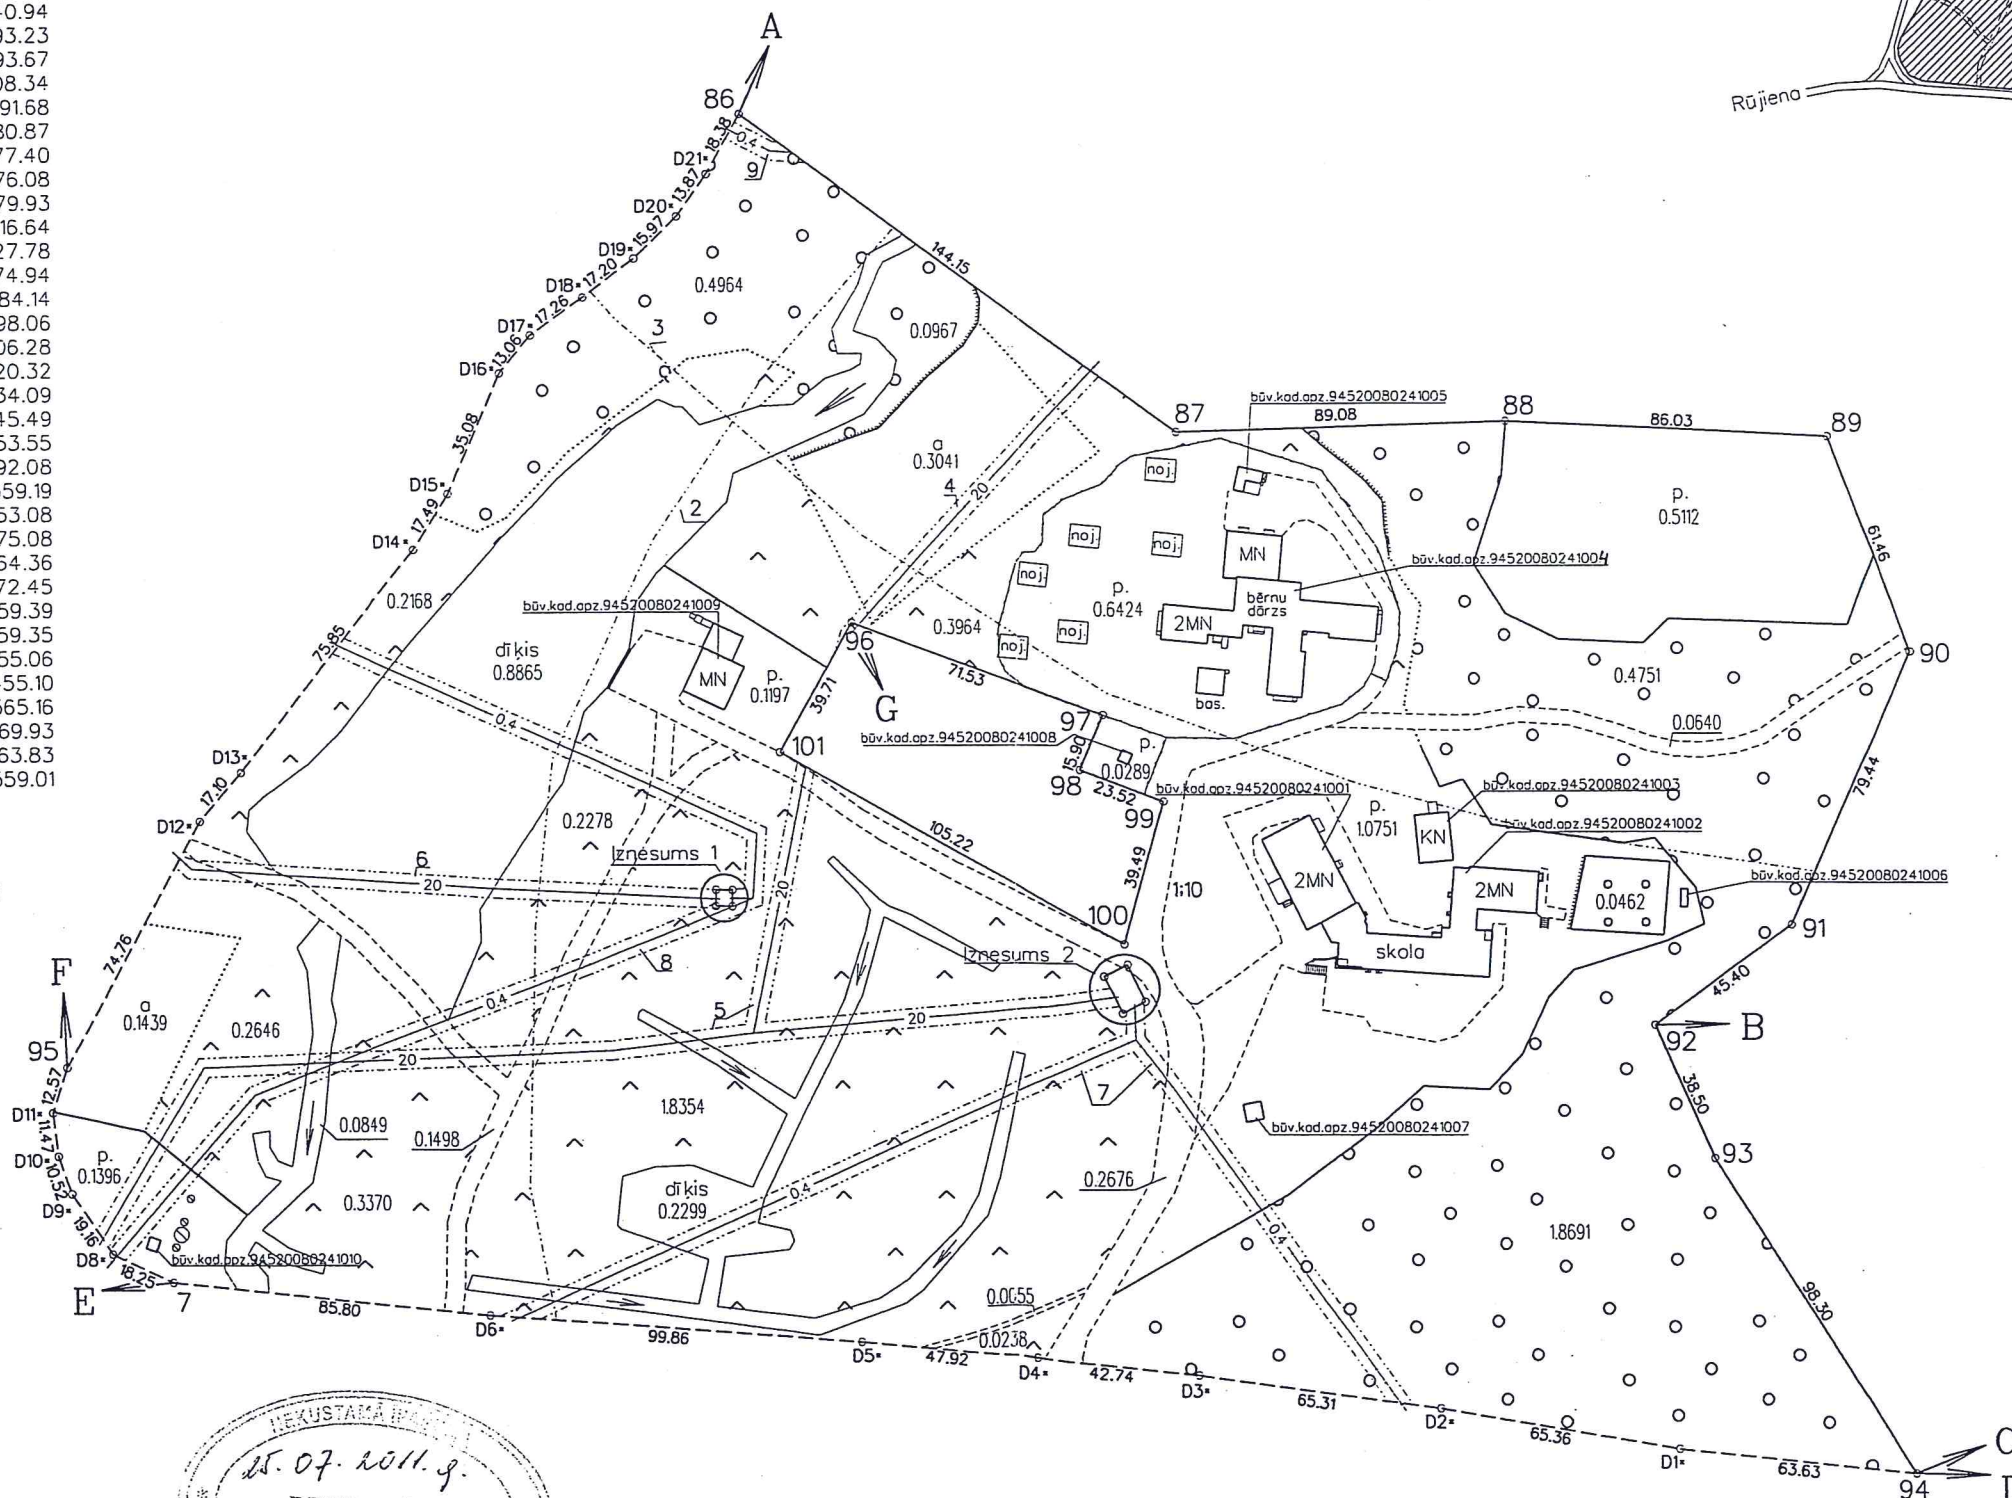 93.23
93.67
08.34
91.68
80.87
77.40
76.08
79.93
16.64
27.78
74.94
84.14
98.06
06.28
20.32
34.09
45.49
53.55
92.08
559.19
53.08
75.08
54.36
72.45
59.39
59.35
55.06
455.10
565.16
69.93
63.83
559.01
A
86
Rūjiena
18.38
0.4
9
D21
13.87
D20
15.97
D19
17.20
D18
17.26
D17
13.06
D16
35.08
D15
17.49
D14
75.85
D13
17.10
D12
74.76
F
95
12.57
D11
11.47
D10
10.52
D9
19.16
D8
18.25
E
7
85.80
D6
99.86
D5
47.92
D4
42.74
D3
65.31
D2
65.36
D1
63.63
94
C
144.15
0.4964
3
0.0967
a
0.3041
4
20
2
87
89.08
būv.kad.apz.94520080241005
88
86.03
89
p.
0.5112
61.46
90
noj.
noj.
noj.
noj.
noj.
noj.
MN
būv.kad.apz.94520080241004
p.
0.6424
2MN
bērnu
dārzs
bas.
0.4751
0.0640
79.44
0.2168
būv.kad.apz.94520080241009
dīķis
0.8865
MN
p.
0.1197
39.71
96
G
0.3964
71.53
97
būv.kad.apz.94520080241008
15.90
p.
0.0289
98
23.52
99
101
0.4
būv.kad.apz.94520080241001
būv.kad.apz.94520080241003
p.
1.0751
būv.kad.apz.94520080241002
KN
2MN
2MN
0.0462
būv.kad.apz.94520080241006
91
skola
45.40
92
B
38.50
93
98.30
0.2278
Iznesums 1
105.22
39.49
1:10
100
Iznesums 2
6
20
20
8
0.4
5
20
20
a
0.1439
0.2646
1.8354
7
būv.kad.apz.94520080241007
0.0849
0.1498
p.
0.1396
0.3370
dīķis
0.2299
0.4
0.2676
0.4
1.8691
būv.kad.apz.94520080241010
0.0238
25.07.2011.g.